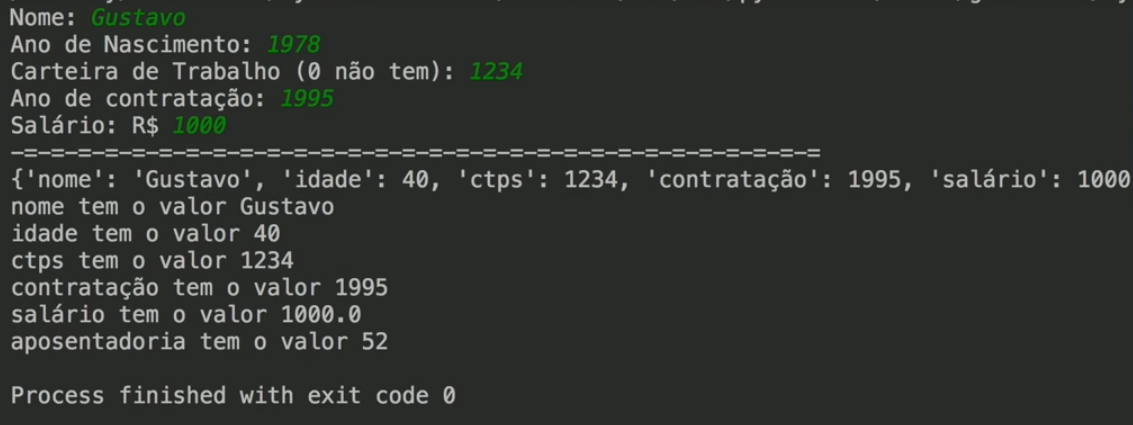 Nome: Gustavo
Ano de Nascimento: 1978
Carteira de Trabalho (0 não tem): 1234
Ano de contratação: 1995
Salário: R$ 1000
-=-=-=-=-=-=-=-=-=-=-=-=-=-=-=-=-=-=-=-=-=-=-=-=-=-=-=-=-=-=
{'nome': 'Gustavo', 'idade': 40, 'ctps': 1234, 'contratação': 1995, 'salário': 1000
nome tem o valor Gustavo
idade tem o valor 40
ctps tem o valor 1234
contratação tem o valor 1995
salário tem o valor 1000.0
aposentadoria tem o valor 52
Process finished with exit code 0